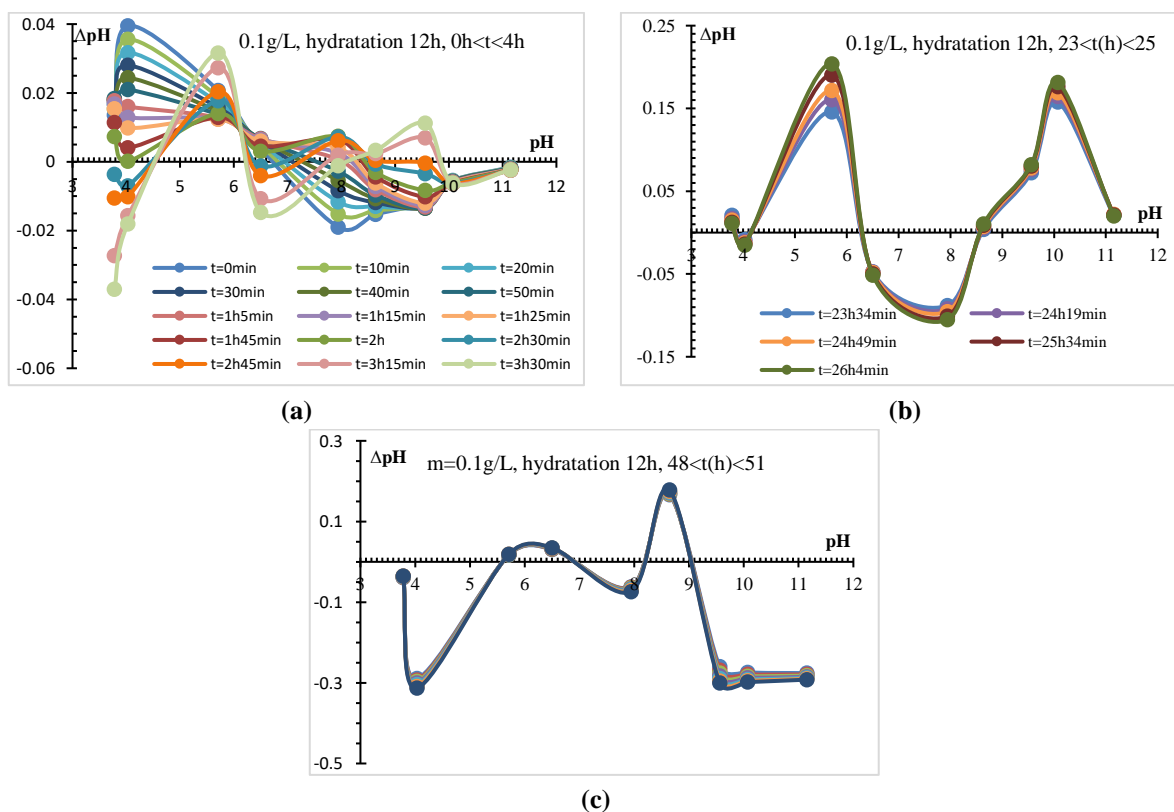 0.04
ΔpH
0.1g/L, hydratation 12h, 0h<t<4h
0.02
pH
0
3 4 5 6 7 8 9 10 11 12
-0.02
t=0min t=10min t=20min
t=30min t=40min t=50min
-0.04
t=1h5min t=1h15min t=1h25min
t=1h45min t=2h t=2h30min
t=2h45min t=3h15min t=3h30min
-0.06
(a)
0.25
ΔpH
0.1g/L, hydratation 12h, 23<t(h)<25
0.15
0.05
pH
3 4 5 6 7 8 9 10 11 12
-0.05
t=23h34min t=24h19min
t=24h49min t=25h34min
-0.15
t=26h4min
(b)
0.3
ΔpH
m=0.1g/L, hydratation 12h, 48<t(h)<51
0.1
pH
3 4 5 6 7 8 9 10 11 12
-0.1
-0.3
-0.5
(c)